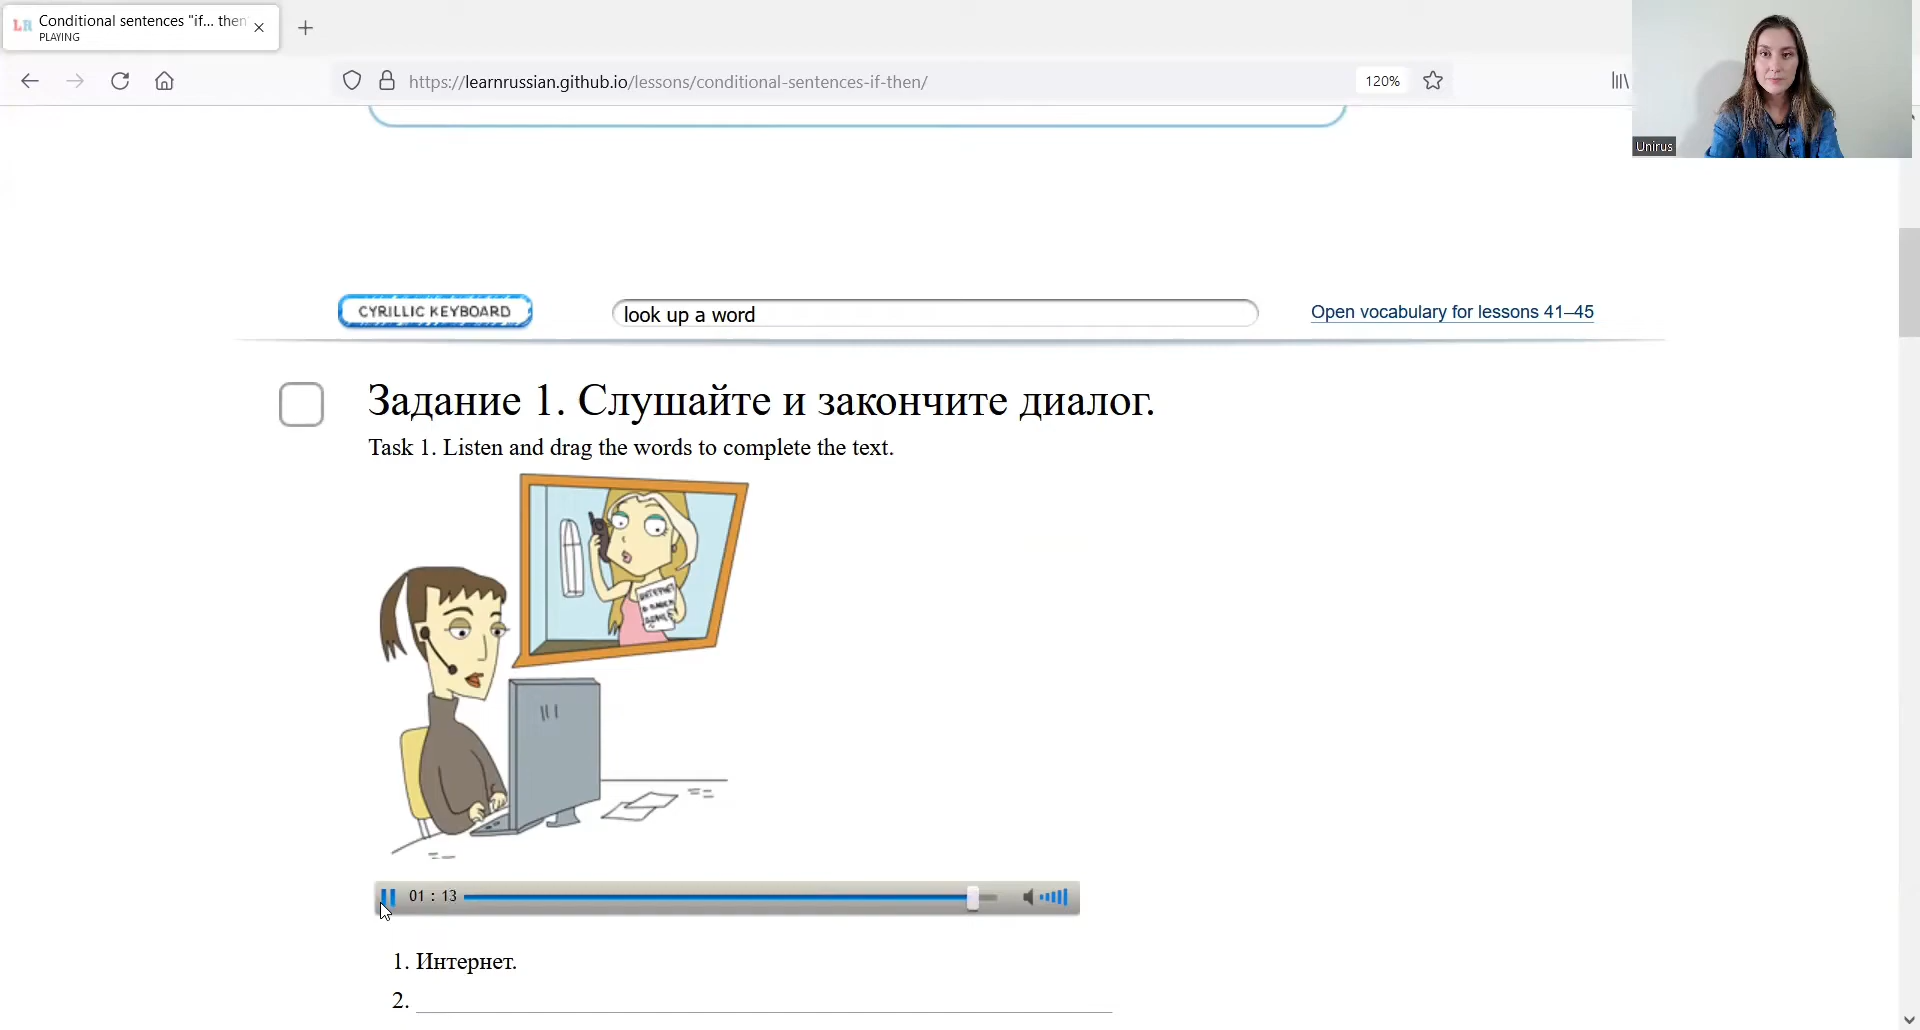 Conditional sentences "if... then
PLAYING
https://learnrussian.github.io/lessons/conditional-sentences-if-then/
120%
Unirus
CYRILLIC KEYBOARD
look up a word
Open vocabulary for lessons 41–45
Задание 1. Слушайте и закончите диалог.
Task 1. Listen and drag the words to complete the text.
ИНТЕРНЕТ
01 : 13
1. Интернет.
2.